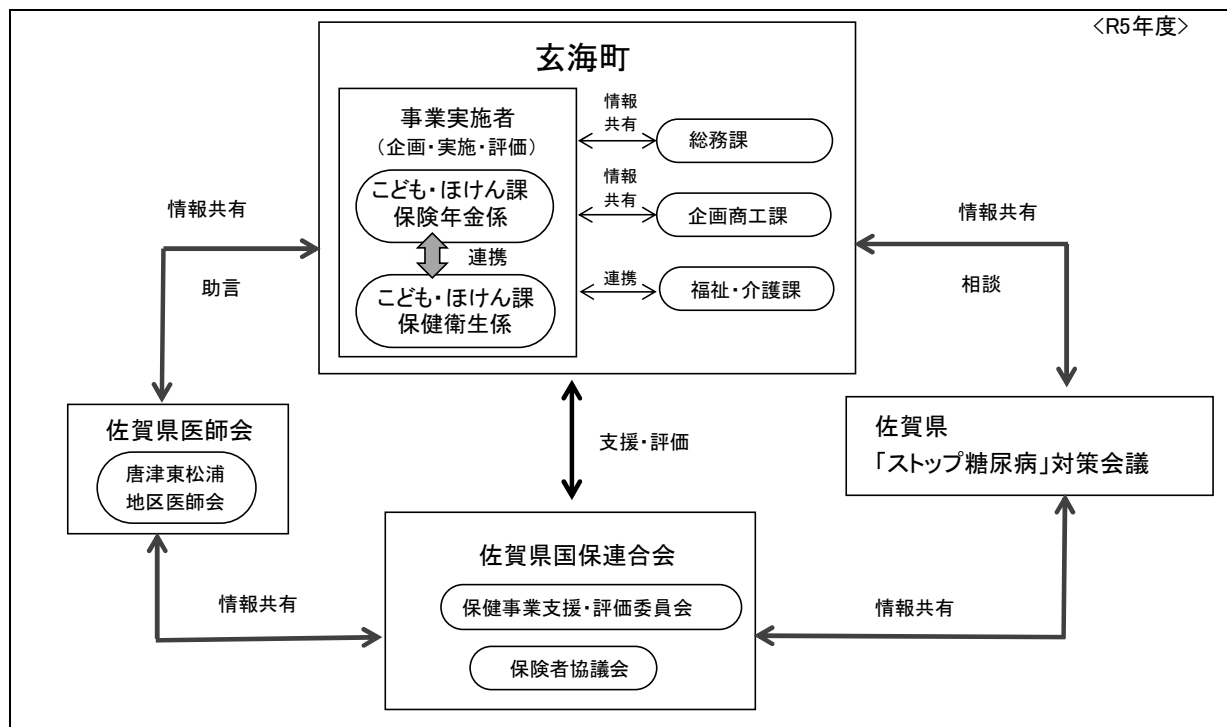 〈R5年度〉
玄海町
事業実施者
（企画・実施・評価）
こども・ほけん課
保険年金係
連携
こども・ほけん課
保健衛生係
情報
共有
総務課
情報
共有
企画商工課
連携
福祉・介護課
情報共有
助言
情報共有
相談
佐賀県医師会
唐津東松浦
地区医師会
支援・評価
佐賀県
「ストップ糖尿病」対策会議
佐賀県国保連合会
保健事業支援・評価委員会
保険者協議会
情報共有
情報共有